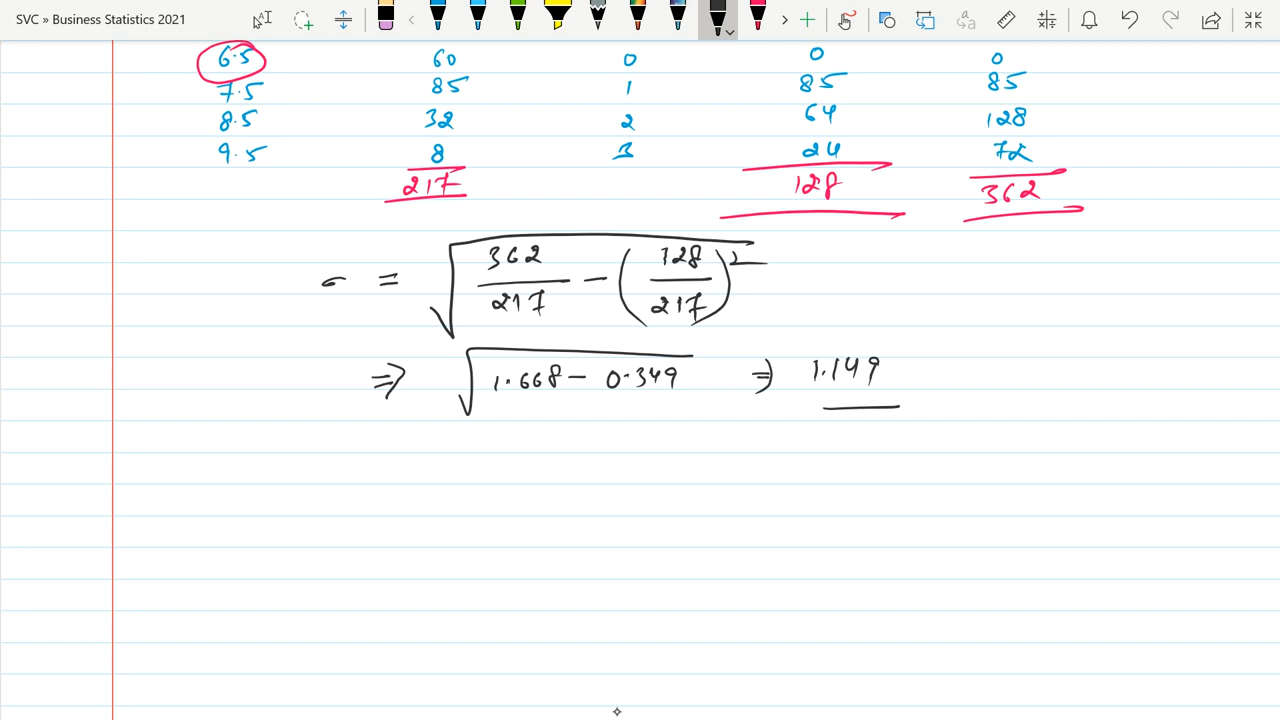 SVC » Business Statistics 2021
6.5 60 0 0 0
7.5 85 1 85 85
8.5 32 2 64 128
9.5 8 3 24 72
217 128 362
σ = √(362/217 − (128/217)²)
⇒ √(1.668 − 0.349) ⇒ 1.149